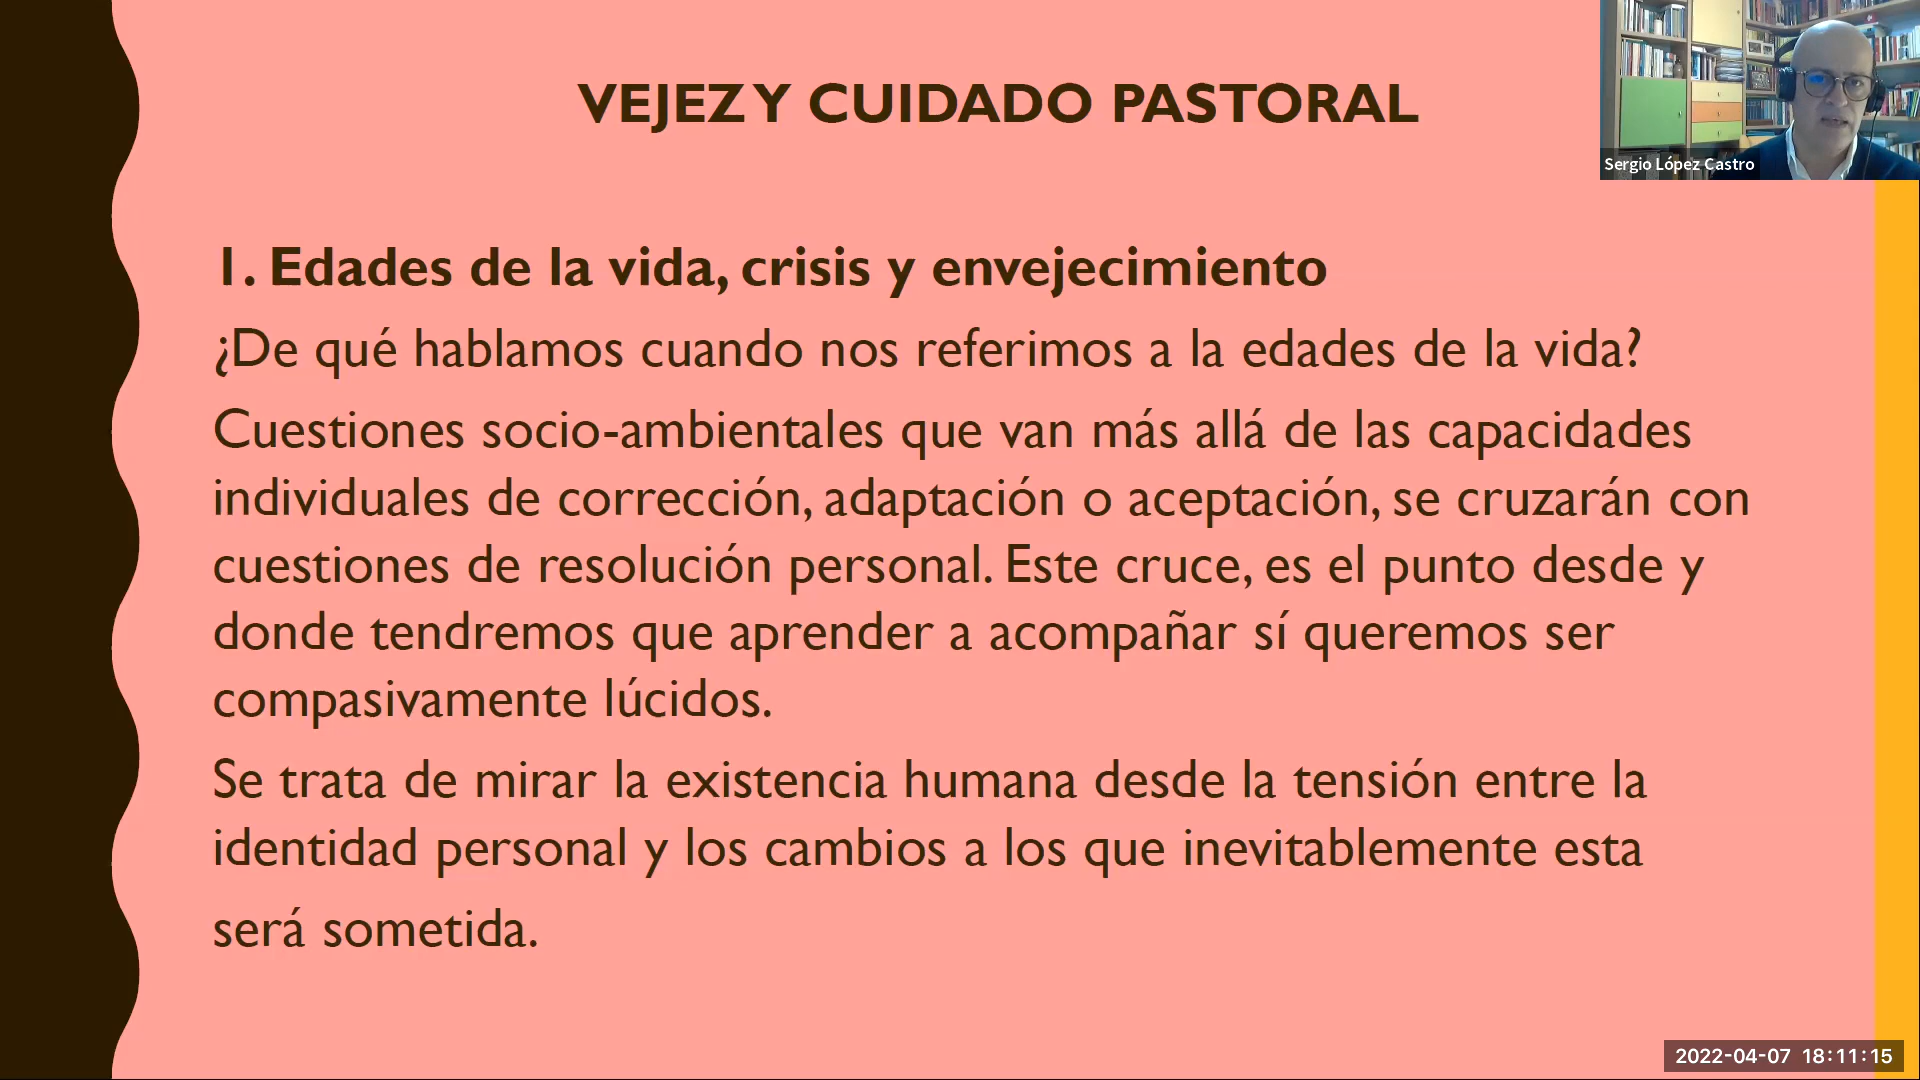 VEJEZ Y CUIDADO PASTORAL
Sergio López Castro
1. Edades de la vida, crisis y envejecimiento
¿De qué hablamos cuando nos referimos a la edades de la vida?
Cuestiones socio-ambientales que van más allá de las capacidades
individuales de corrección, adaptación o aceptación, se cruzarán con
cuestiones de resolución personal. Este cruce, es el punto desde y
donde tendremos que aprender a acompañar sí queremos ser
compasivamente lúcidos.
Se trata de mirar la existencia humana desde la tensión entre la
identidad personal y los cambios a los que inevitablemente esta
será sometida.
2022-04-07 18:11:15